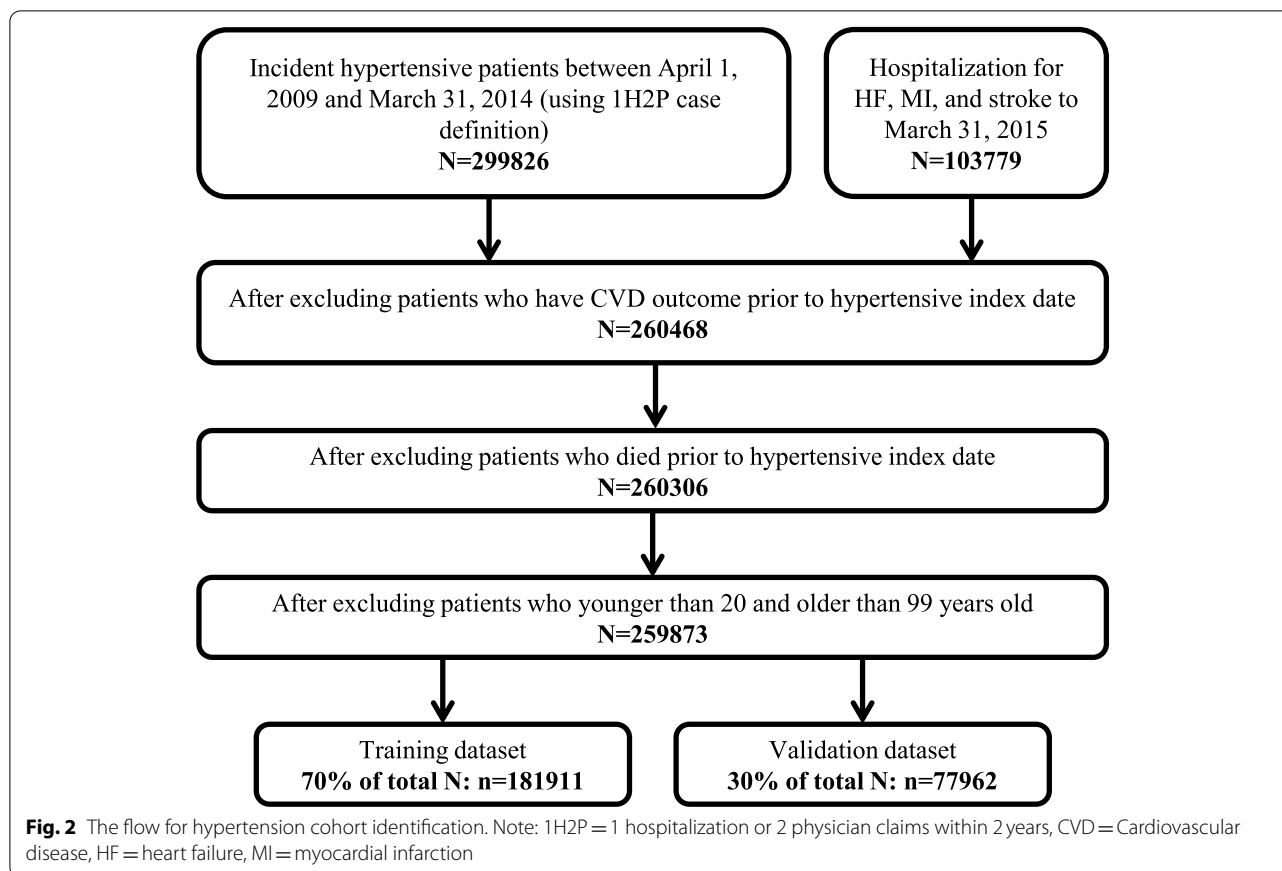 Incident hypertensive patients between April 1,
2009 and March 31, 2014 (using 1H2P case
definition)
N=299826
Hospitalization for
HF, MI, and stroke to
March 31, 2015
N=103779
After excluding patients who have CVD outcome prior to hypertensive index date
N=260468
After excluding patients who died prior to hypertensive index date
N=260306
After excluding patients who younger than 20 and older than 99 years old
N=259873
Training dataset
70% of total N: n=181911
Validation dataset
30% of total N: n=77962
Fig. 2 The flow for hypertension cohort identification. Note: 1H2P = 1 hospitalization or 2 physician claims within 2 years, CVD = Cardiovascular
disease, HF = heart failure, MI = myocardial infarction